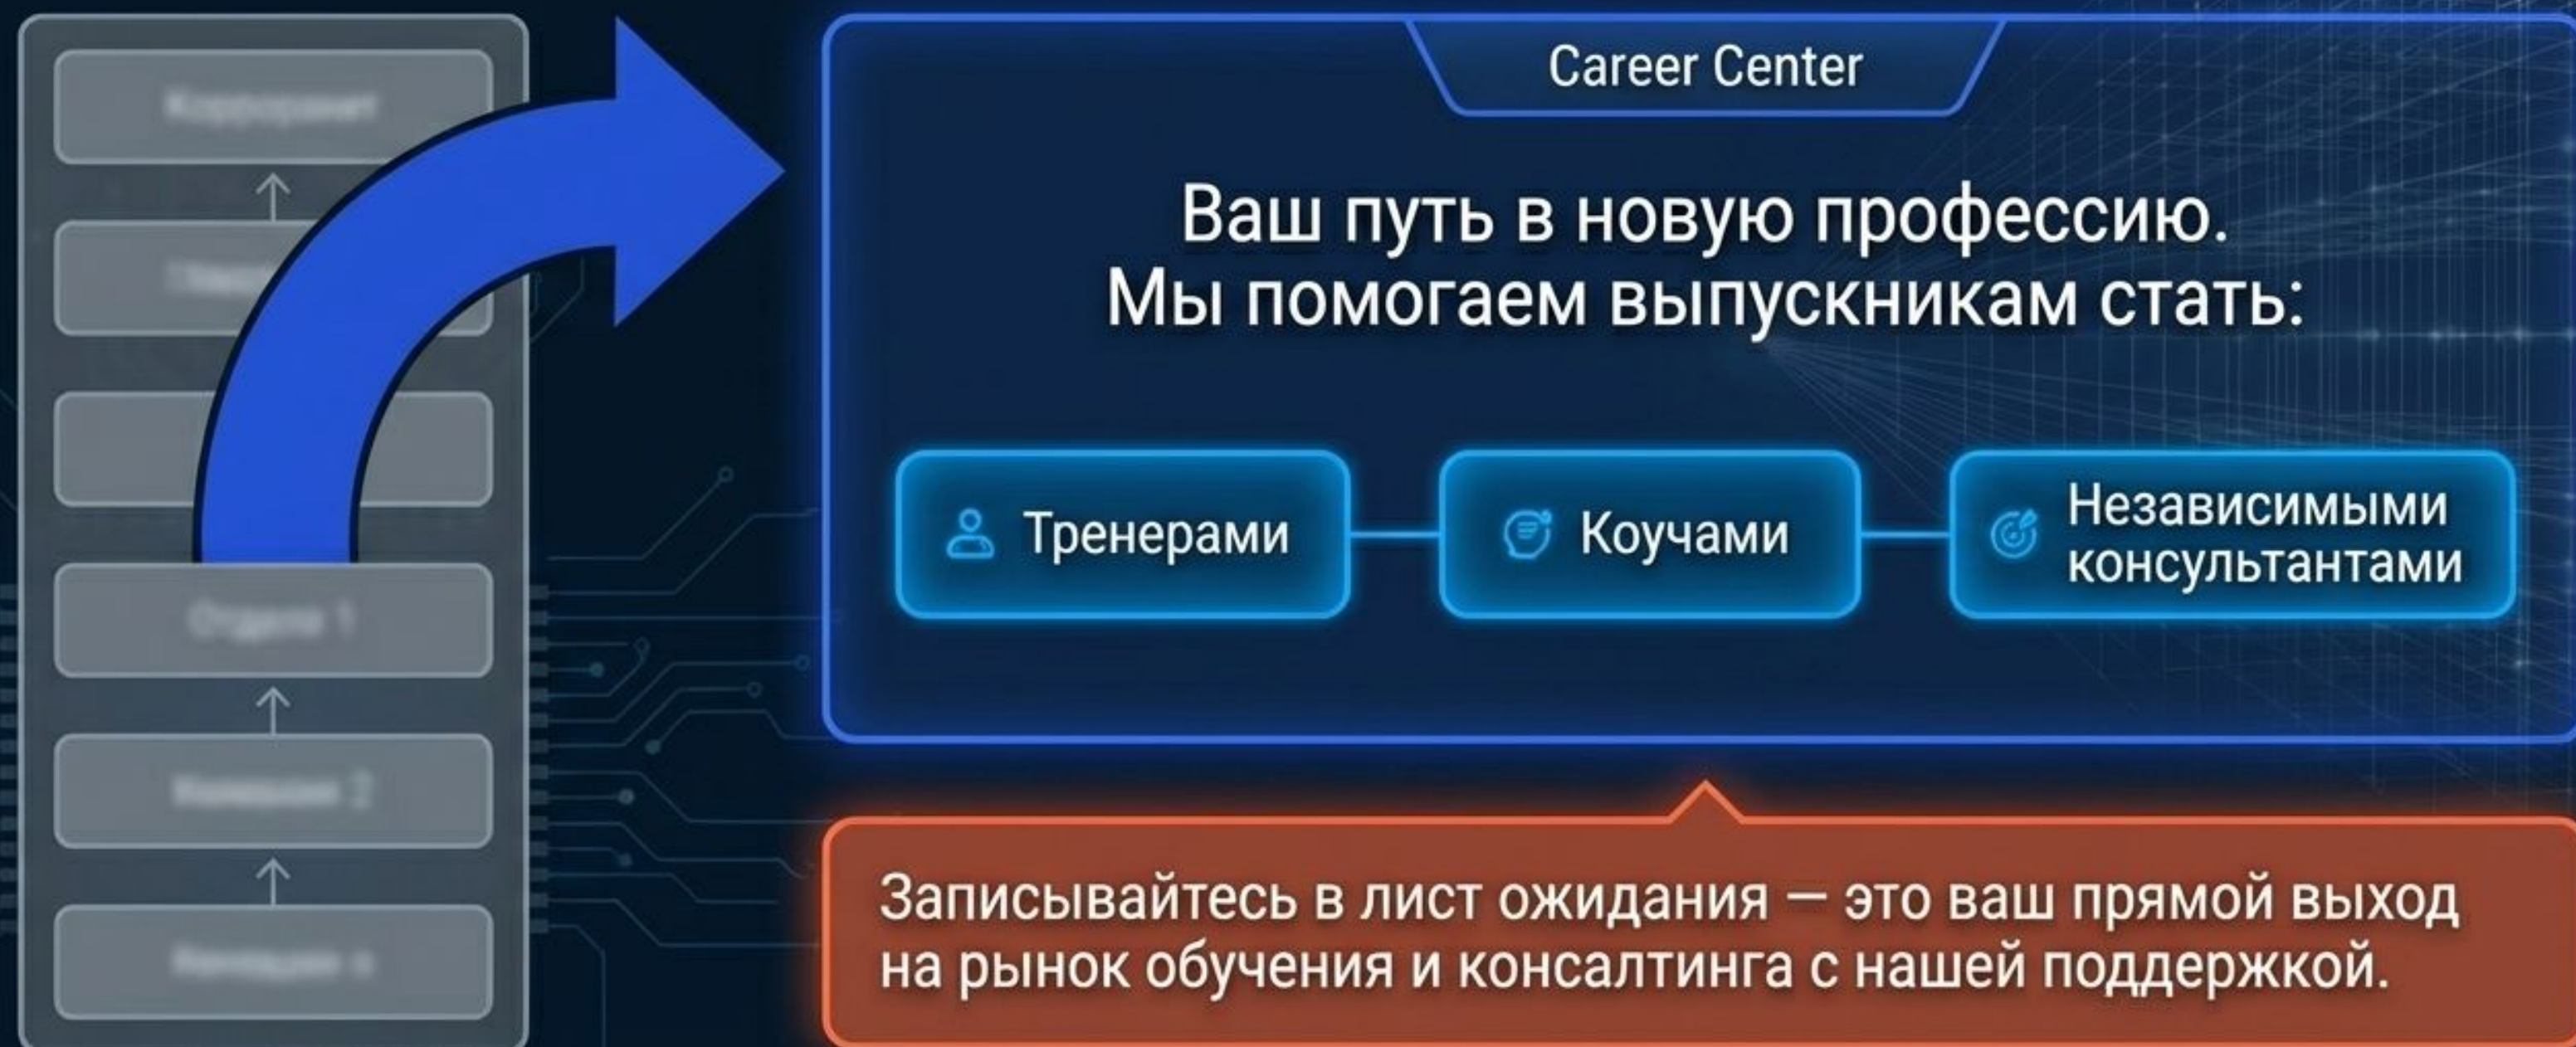 Career Center
Ваш путь в новую профессию.
Мы помогаем выпускникам стать:
Тренерами
Коучами
Независимыми
консультантами
Записывайтесь в лист ожидания — это ваш прямой выход
на рынок обучения и консалтинга с нашей поддержкой.